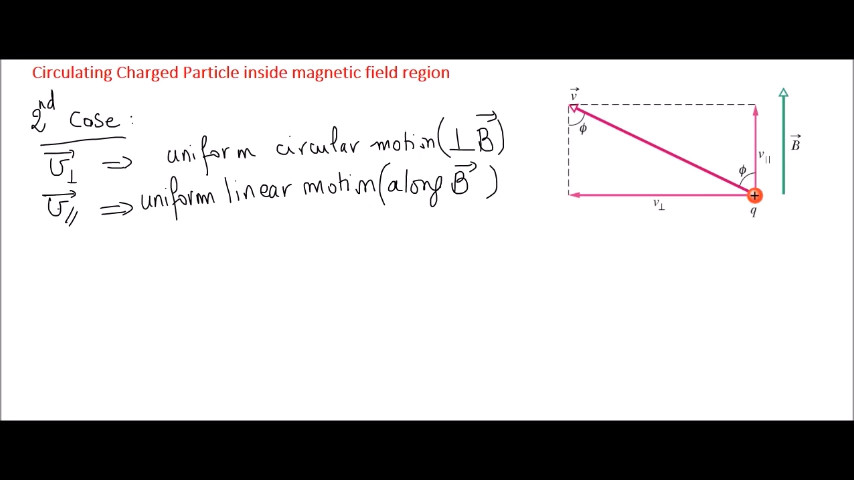 Circulating Charged Particle inside magnetic field region
2nd Case:
v⃗⊥ ⇒ uniform circular motion(⊥B⃗)
v⃗// ⇒ uniform linear motion(along B⃗)
v⃗
ϕ
ϕ
v||
B⃗
v⊥
+
q